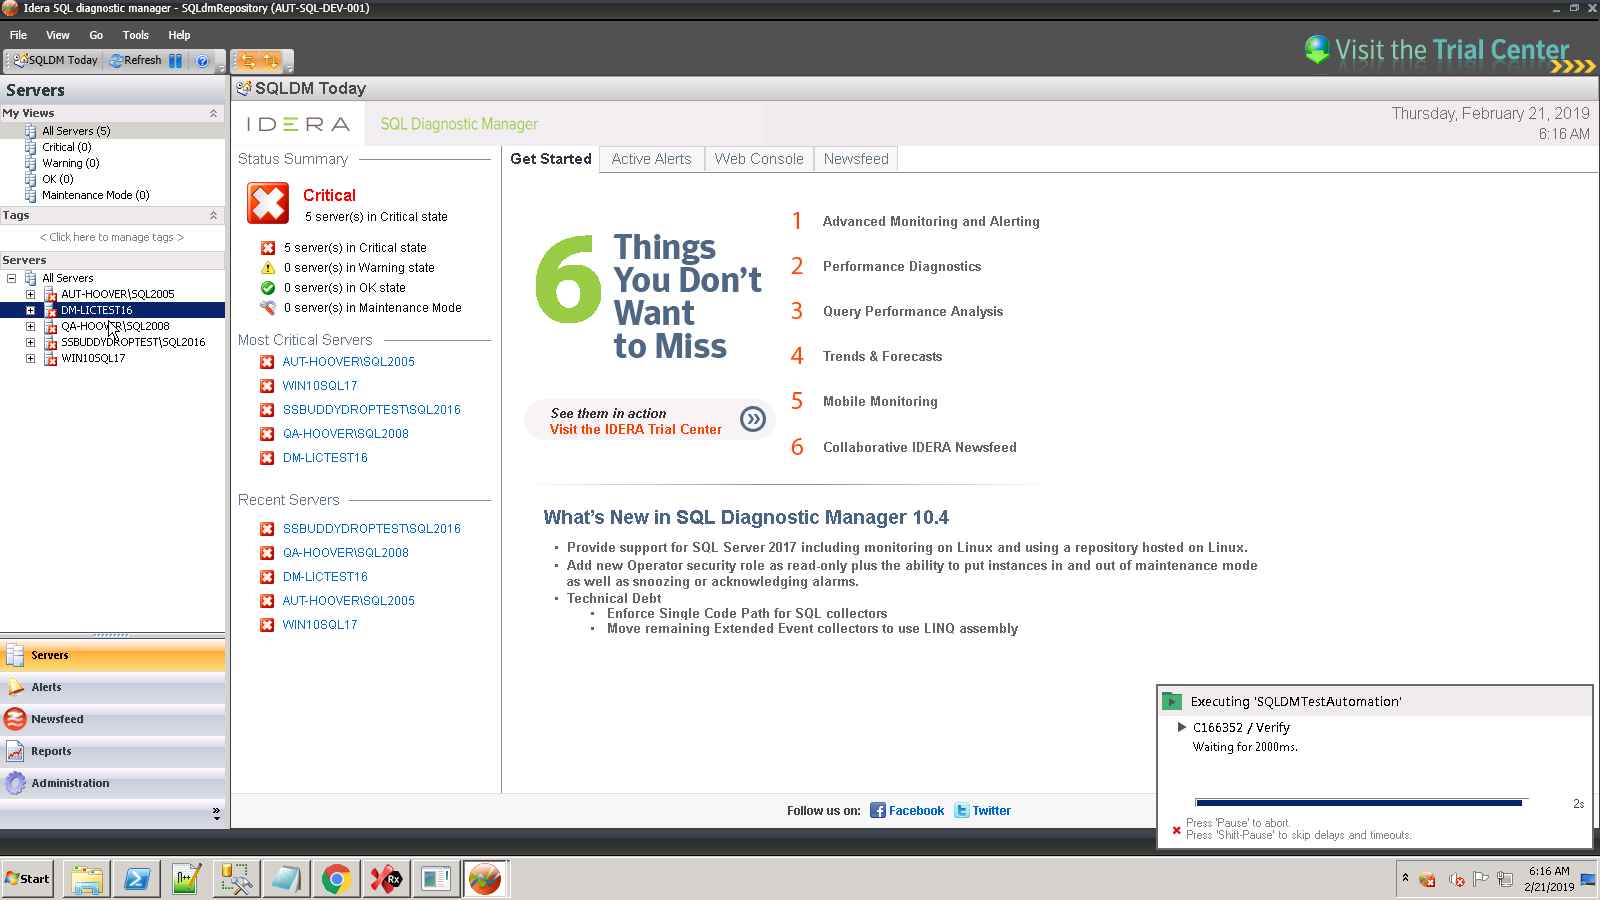 Idera SQL diagnostic manager - SQLdmRepository (AUT-SQL-DEV-001)
File View Go Tools Help
SQLDM Today Refresh
Visit the Trial Center
Servers
My Views
All Servers (5)
Critical (0)
Warning (0)
OK (0)
Maintenance Mode (0)
Tags
< Click here to manage tags >
Servers
All Servers
AUT-HOOVER\SQL2005
DM-LICTEST16
QA-HOOVER\SQL2008
SSBUDDYDROPTEST\SQL2016
WIN10SQL17
Servers
Alerts
Newsfeed
Reports
Administration
SQLDM Today
IDERA SQL Diagnostic Manager
Thursday, February 21, 2019
6:16 AM
Status Summary
Critical
5 server(s) in Critical state
5 server(s) in Critical state
0 server(s) in Warning state
0 server(s) in OK state
0 server(s) in Maintenance Mode
Most Critical Servers
AUT-HOOVER\SQL2005
WIN10SQL17
SSBUDDYDROPTEST\SQL2016
QA-HOOVER\SQL2008
DM-LICTEST16
Recent Servers
SSBUDDYDROPTEST\SQL2016
QA-HOOVER\SQL2008
DM-LICTEST16
AUT-HOOVER\SQL2005
WIN10SQL17
Get Started Active Alerts Web Console Newsfeed
6 Things
You Don't
Want
to Miss
See them in action
Visit the IDERA Trial Center
1 Advanced Monitoring and Alerting
2 Performance Diagnostics
3 Query Performance Analysis
4 Trends & Forecasts
5 Mobile Monitoring
6 Collaborative IDERA Newsfeed
What's New in SQL Diagnostic Manager 10.4
• Provide support for SQL Server 2017 including monitoring on Linux and using a repository hosted on Linux.
• Add new Operator security role as read-only plus the ability to put instances in and out of maintenance mode
as well as snoozing or acknowledging alarms.
• Technical Debt
• Enforce Single Code Path for SQL collectors
• Move remaining Extended Event collectors to use LINQ assembly
Follow us on: Facebook Twitter
Executing 'SQLDMTestAutomation'
C166352 / Verify
Waiting for 2000ms.
2s
Press 'Pause' to abort.
Press 'Shift-Pause' to skip delays and timeouts.
Start
Rx
6:16 AM
2/21/2019